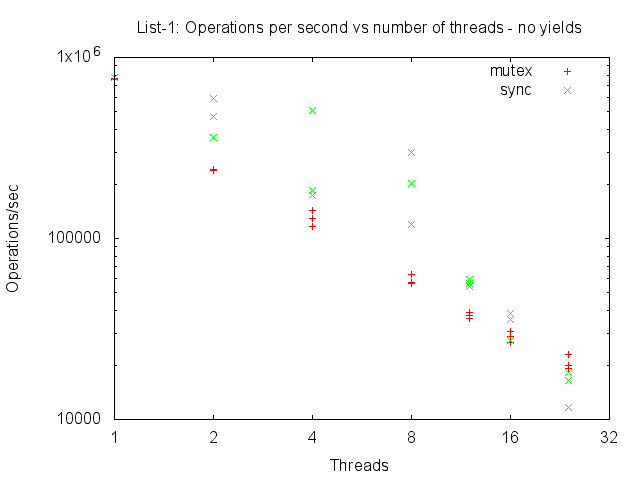 List-1: Operations per second vs number of threads - no yields
1x10^6
mutex
sync
100000
Operations/sec
10000
1 2 4 8 16 32
Threads